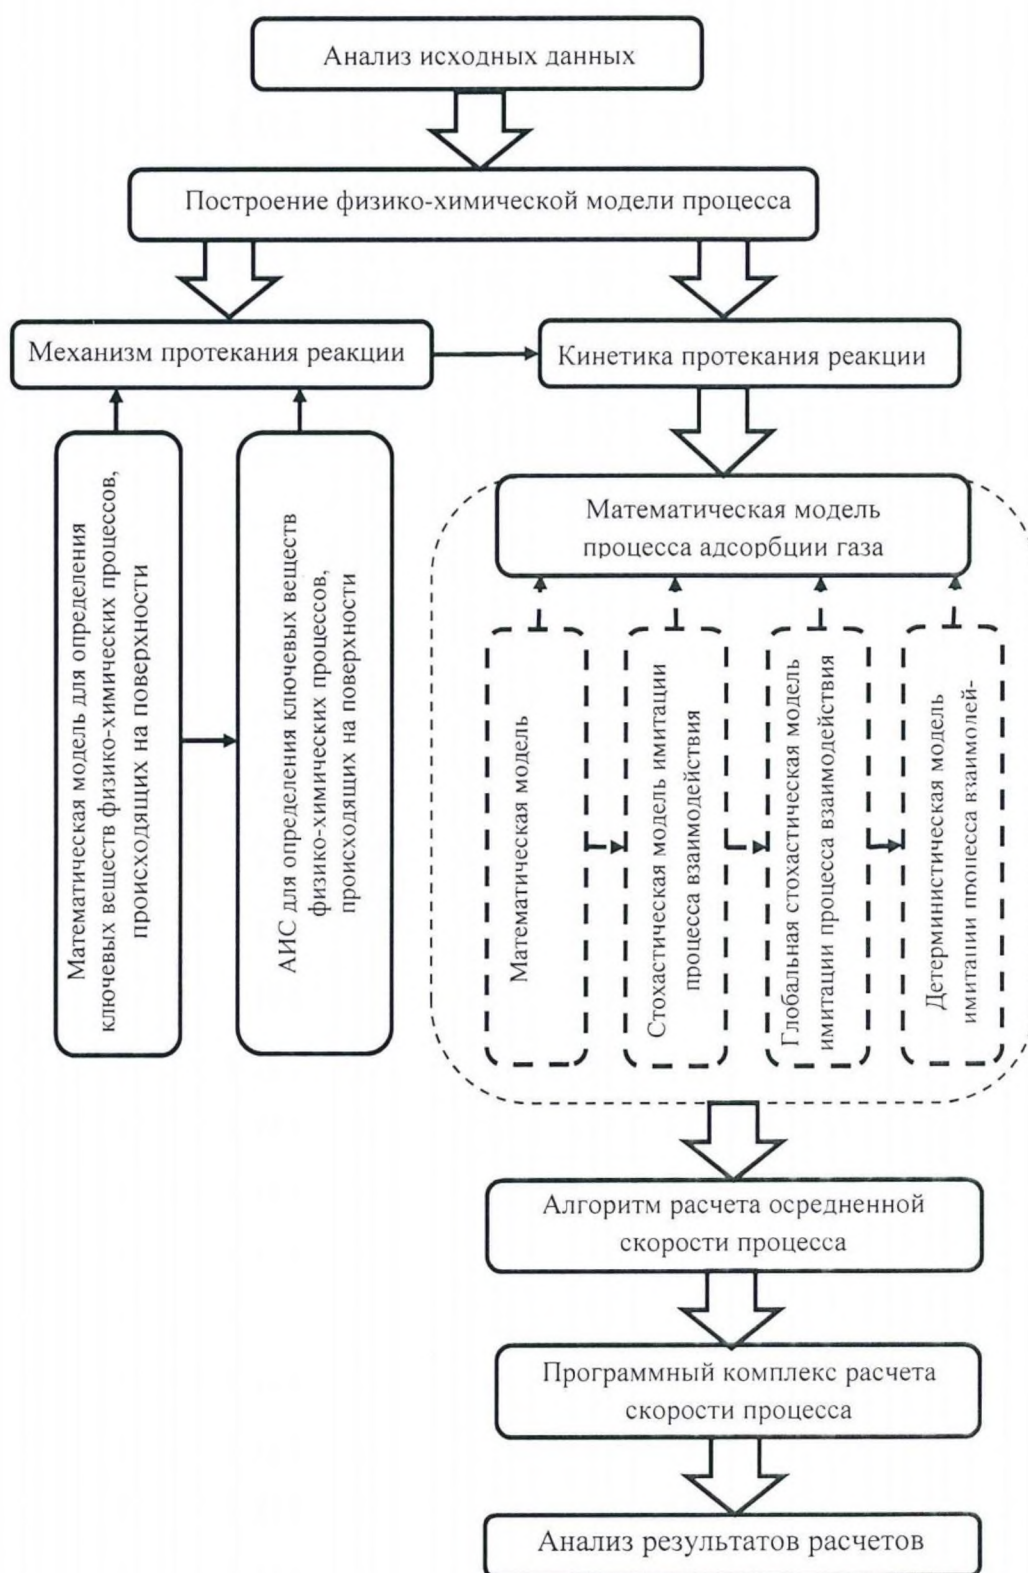 Анализ исходных данных
Построение физико-химической модели процесса
Механизм протекания реакции
Кинетика протекания реакции
Математическая модель для определения
ключевых веществ физико-химических процессов,
происходящих на поверхности
АИС для определения ключевых веществ
физико-химических процессов,
происходящих на поверхности
Математическая модель
процесса адсорбции газа
Математическая модель
Стохастическая модель имитации
процесса взаимодействия
Глобальная стохастическая модель
имитации процесса взаимодействия
Детерминистическая модель
имитации процесса взаимолей-
Алгоритм расчета осредненной
скорости процесса
Программный комплекс расчета
скорости процесса
Анализ результатов расчетов